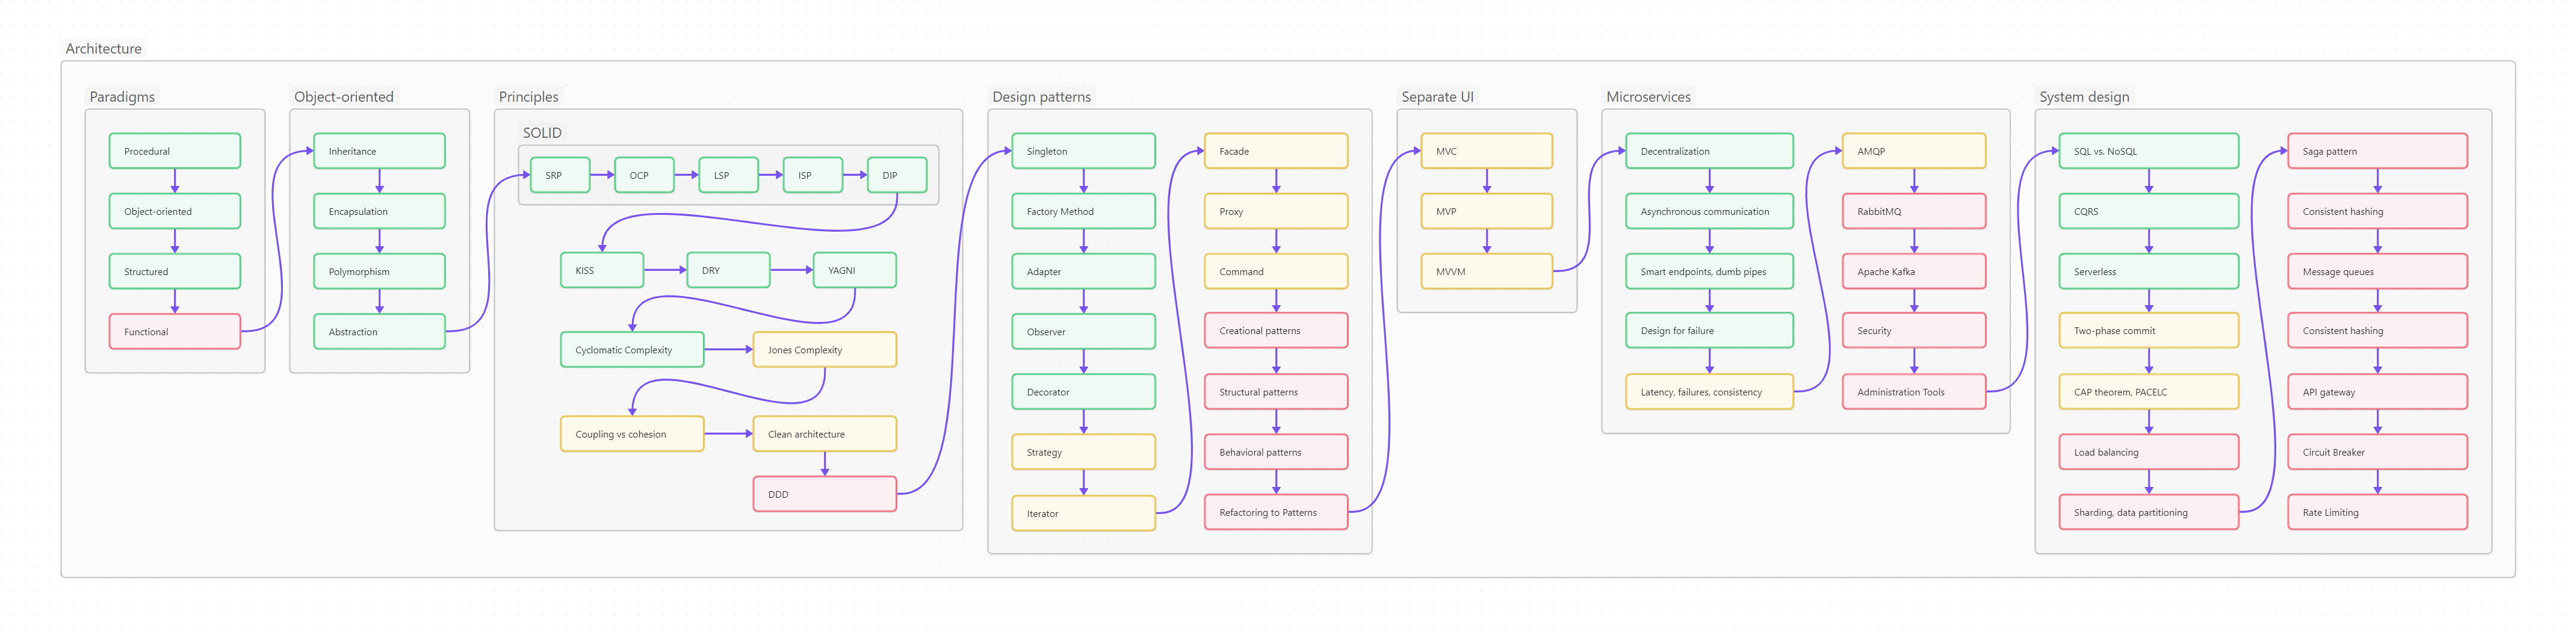 Architecture
Paradigms
Procedural
Object-oriented
Structured
Functional
Object-oriented
Inheritance
Encapsulation
Polymorphism
Abstraction
Principles
SOLID
SRP
OCP
LSP
ISP
DIP
KISS
DRY
YAGNI
Cyclomatic Complexity
Jones Complexity
Coupling vs cohesion
Clean architecture
DDD
Design patterns
Singleton
Factory Method
Adapter
Observer
Decorator
Strategy
Iterator
Facade
Proxy
Command
Creational patterns
Structural patterns
Behavioral patterns
Refactoring to Patterns
Separate UI
MVC
MVP
MVVM
Microservices
Decentralization
Asynchronous communication
Smart endpoints, dumb pipes
Design for failure
Latency, failures, consistency
AMQP
RabbitMQ
Apache Kafka
Security
Administration Tools
System design
SQL vs. NoSQL
CQRS
Serverless
Two-phase commit
CAP theorem, PACELC
Load balancing
Sharding, data partitioning
Saga pattern
Consistent hashing
Message queues
Consistent hashing
API gateway
Circuit Breaker
Rate Limiting